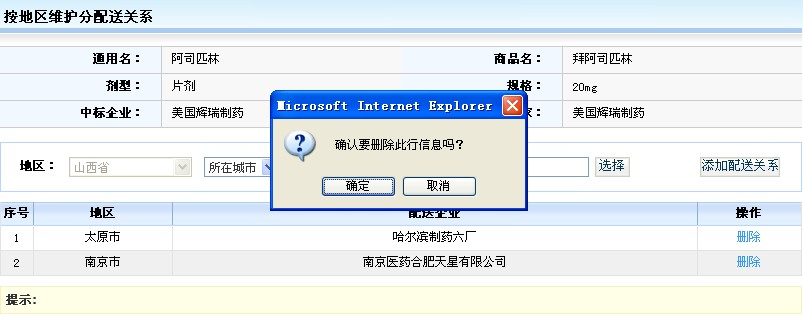 按地区维护分配送关系
通用名： 阿司匹林 商品名： 拜阿司匹林
剂型： 片剂 规格： 20mg
中标企业： 美国辉瑞制药 家： 美国辉瑞制药
Microsoft Internet Explorer
确认要删除此行信息吗？
确定 取消
地区： 山西省 所在城市 选择 添加配送关系
序号 地区 配送企业 操作
1 太原市 哈尔滨制药六厂 删除
2 南京市 南京医药合肥天星有限公司 删除
提示：